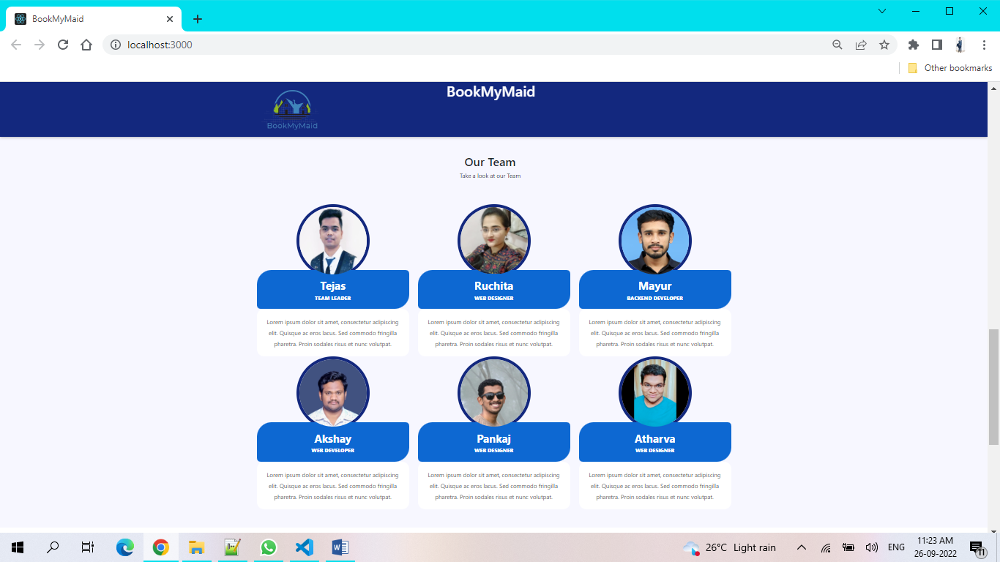 BookMyMaid
localhost:3000
Other bookmarks
BookMyMaid
BookMyMaid
Our Team
Take a look at our Team
Tejas
TEAM LEADER
Lorem ipsum dolor sit amet, consectetur adipiscing
elit. Quisque ac eros lacus. Sed commodo fringilla
pharetra. Proin sodales risus et nunc volutpat.
Ruchita
WEB DESIGNER
Lorem ipsum dolor sit amet, consectetur adipiscing
elit. Quisque ac eros lacus. Sed commodo fringilla
pharetra. Proin sodales risus et nunc volutpat.
Mayur
BACKEND DEVELOPER
Lorem ipsum dolor sit amet, consectetur adipiscing
elit. Quisque ac eros lacus. Sed commodo fringilla
pharetra. Proin sodales risus et nunc volutpat.
Akshay
WEB DEVELOPER
Lorem ipsum dolor sit amet, consectetur adipiscing
elit. Quisque ac eros lacus. Sed commodo fringilla
pharetra. Proin sodales risus et nunc volutpat.
Pankaj
WEB DESIGNER
Lorem ipsum dolor sit amet, consectetur adipiscing
elit. Quisque ac eros lacus. Sed commodo fringilla
pharetra. Proin sodales risus et nunc volutpat.
Atharva
WEB DESIGNER
Lorem ipsum dolor sit amet, consectetur adipiscing
elit. Quisque ac eros lacus. Sed commodo fringilla
pharetra. Proin sodales risus et nunc volutpat.
26°C Light rain
ENG
11:23 AM
26-09-2022
11